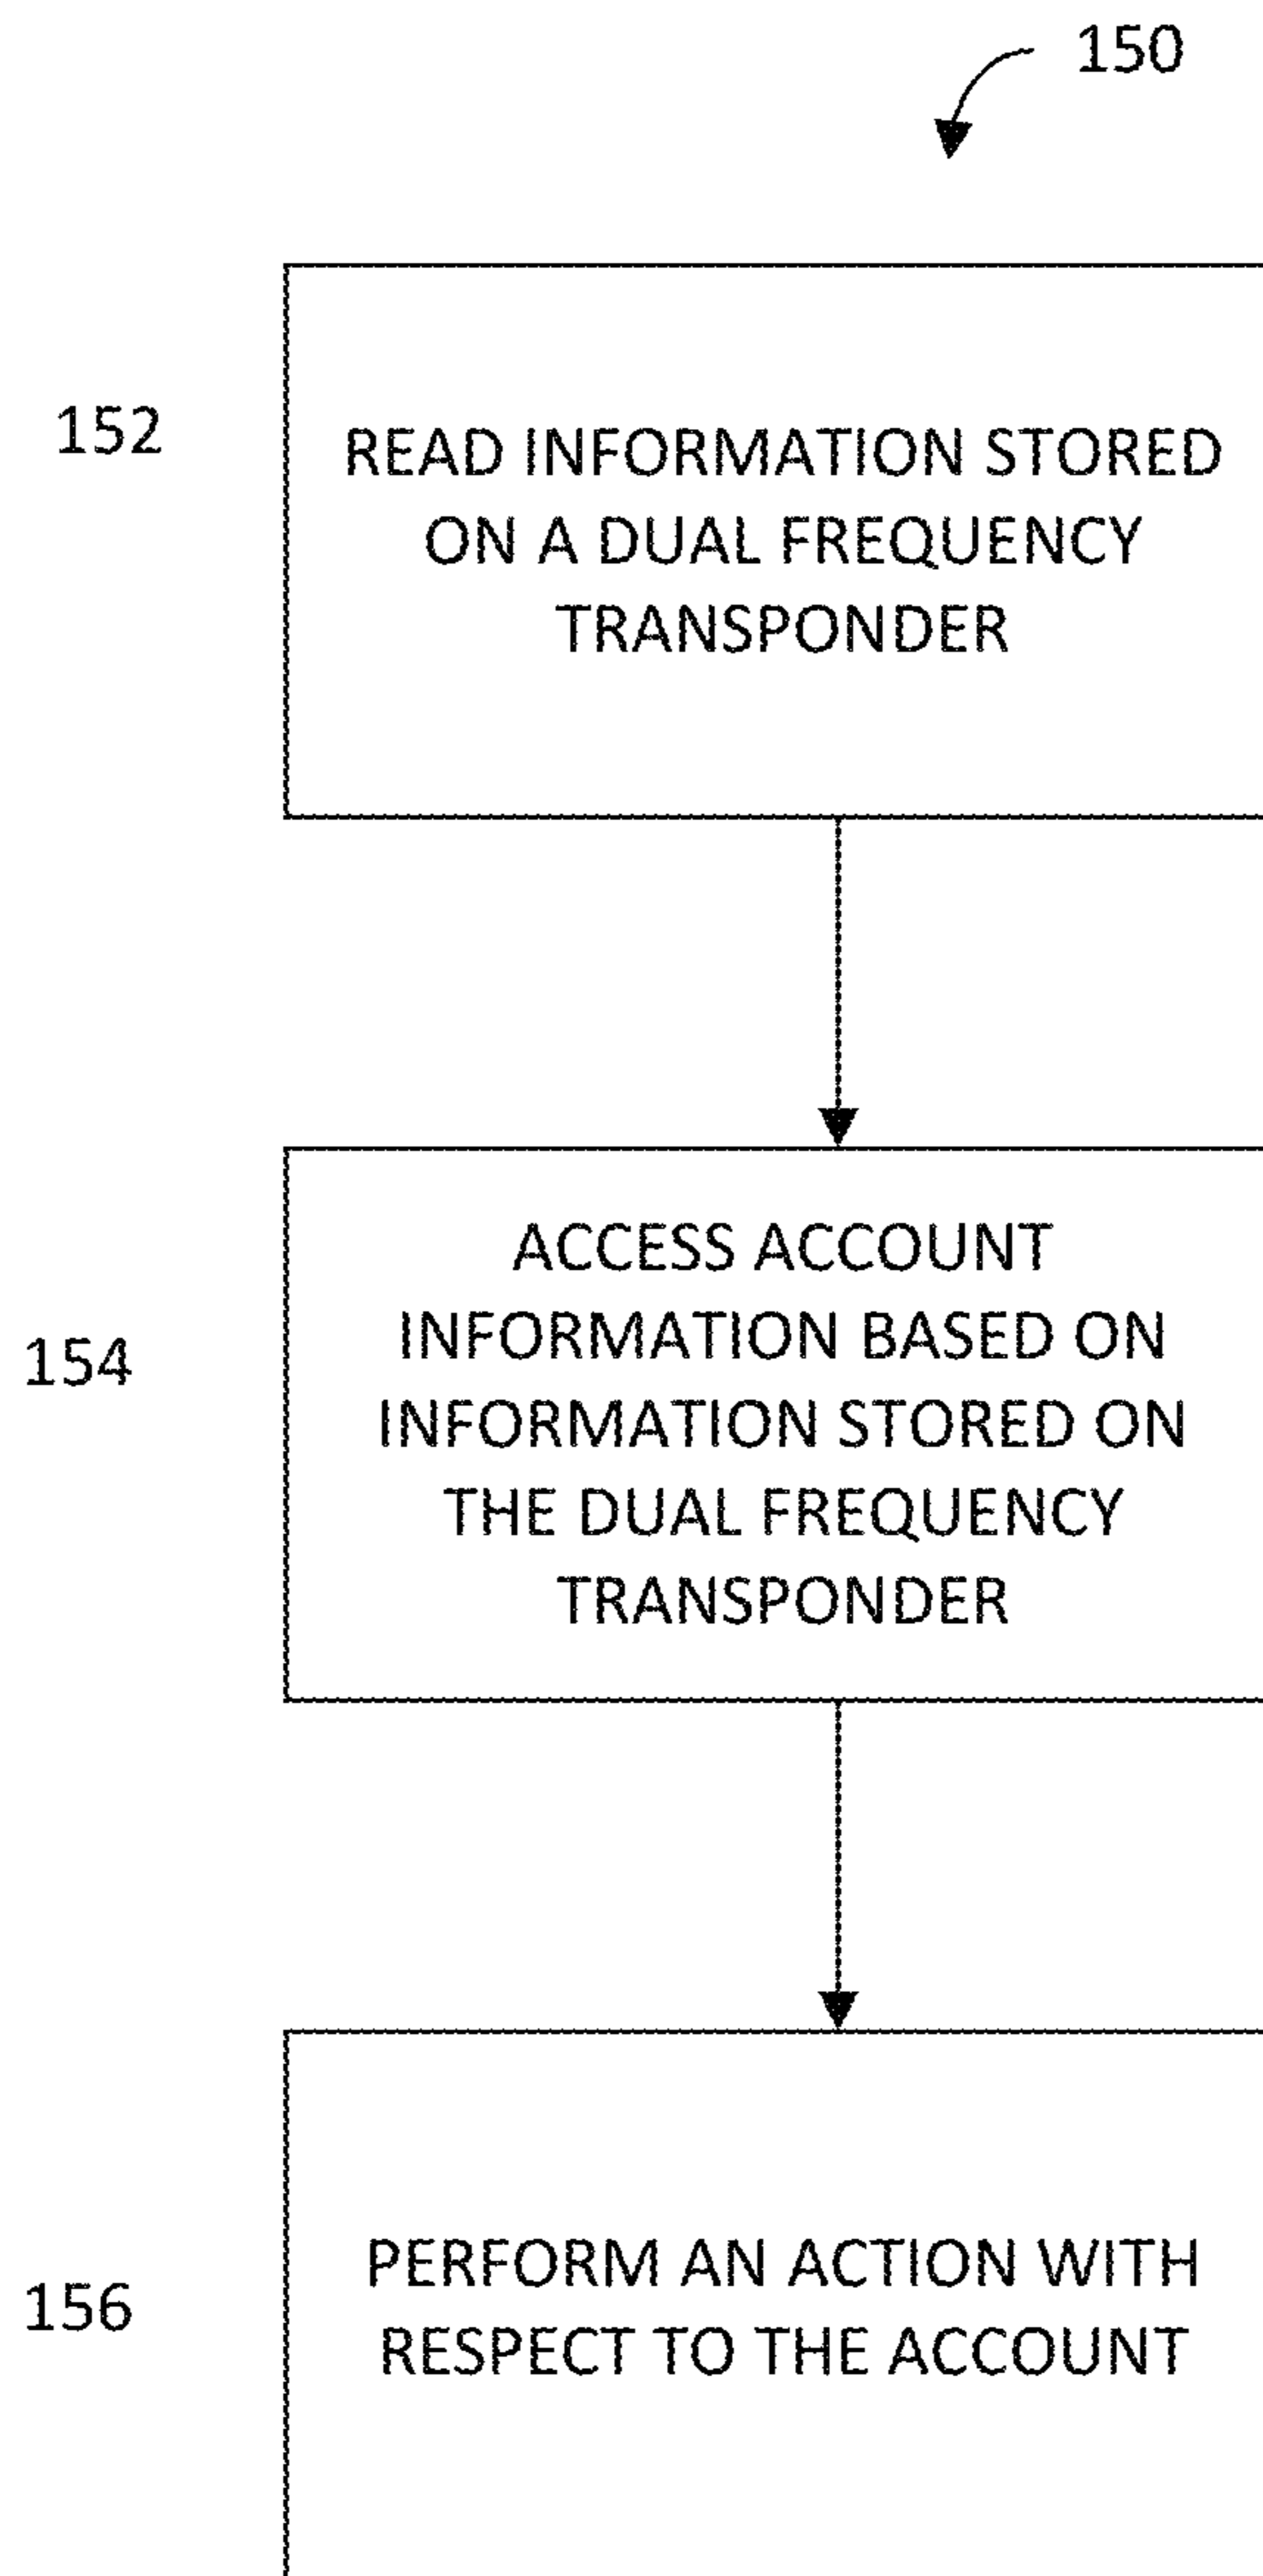 150
152
READ INFORMATION STORED
ON A DUAL FREQUENCY
TRANSPONDER
154
ACCESS ACCOUNT
INFORMATION BASED ON
INFORMATION STORED ON
THE DUAL FREQUENCY
TRANSPONDER
156
PERFORM AN ACTION WITH
RESPECT TO THE ACCOUNT